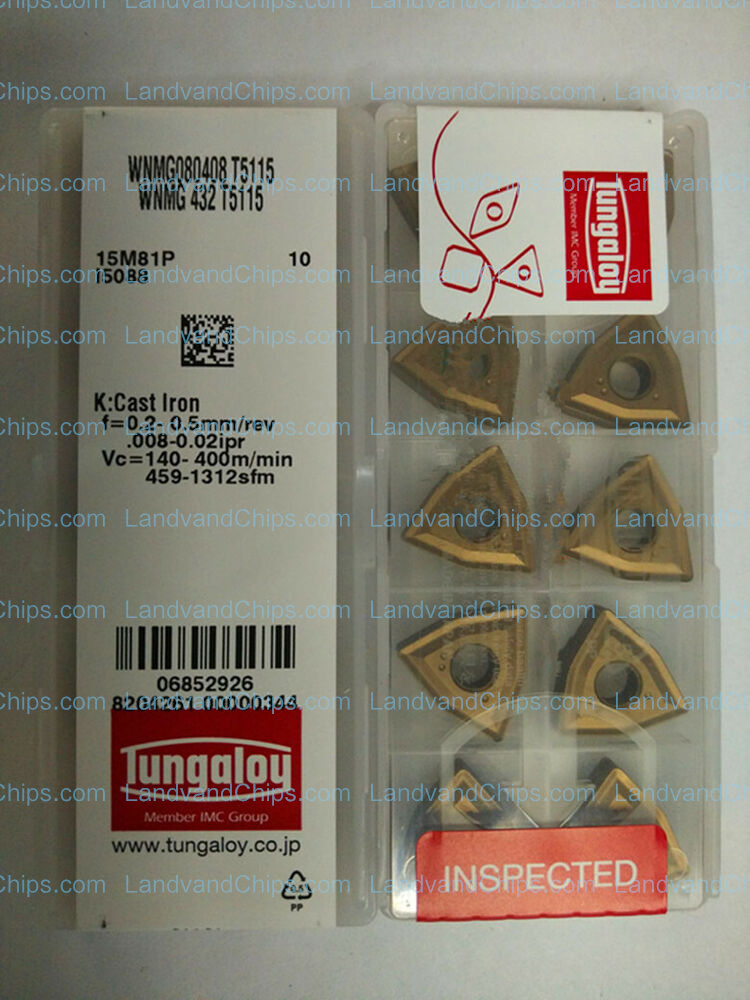 LandvandChips.com
WNMG080408 T5115
WNMG 432 T5115
15M81P 10
T5088
K:Cast Iron
f=0.2- 0.5mm/rev
.008-0.02ipr
Vc=140- 400m/min
459-1312sfm
06852926
Tungaloy
Member IMC Group
www.tungaloy.co.jp
PP
Tungaloy
Member IMC Group
INSPECTED